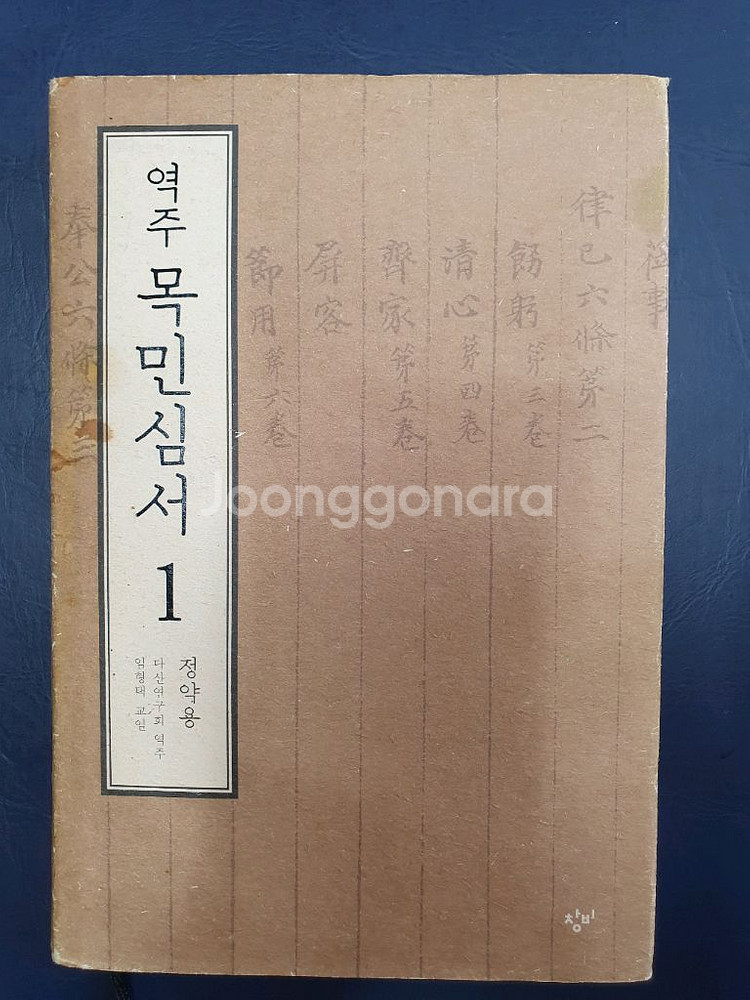 역주 목민심서 1
정약용
다산연구회 역주
임형택 교열
莅事
律己六條第二
飭躬 第三卷
清心 第四卷
齊家 第五卷
屛客
節用 第六卷
奉公六條第三
Joonggonara
창비